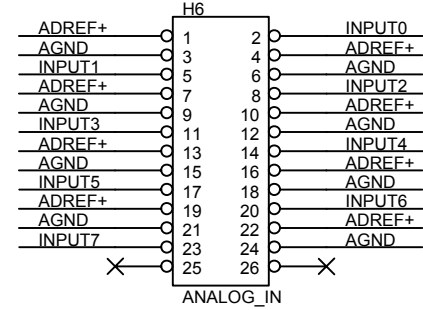 H6
ADREF+ 1 2 INPUT0
AGND 3 4 ADREF+
INPUT1 5 6 AGND
ADREF+ 7 8 INPUT2
AGND 9 10 ADREF+
INPUT3 11 12 AGND
ADREF+ 13 14 INPUT4
AGND 15 16 ADREF+
INPUT5 17 18 AGND
ADREF+ 19 20 INPUT6
AGND 21 22 ADREF+
INPUT7 23 24 AGND
25 26
ANALOG_IN